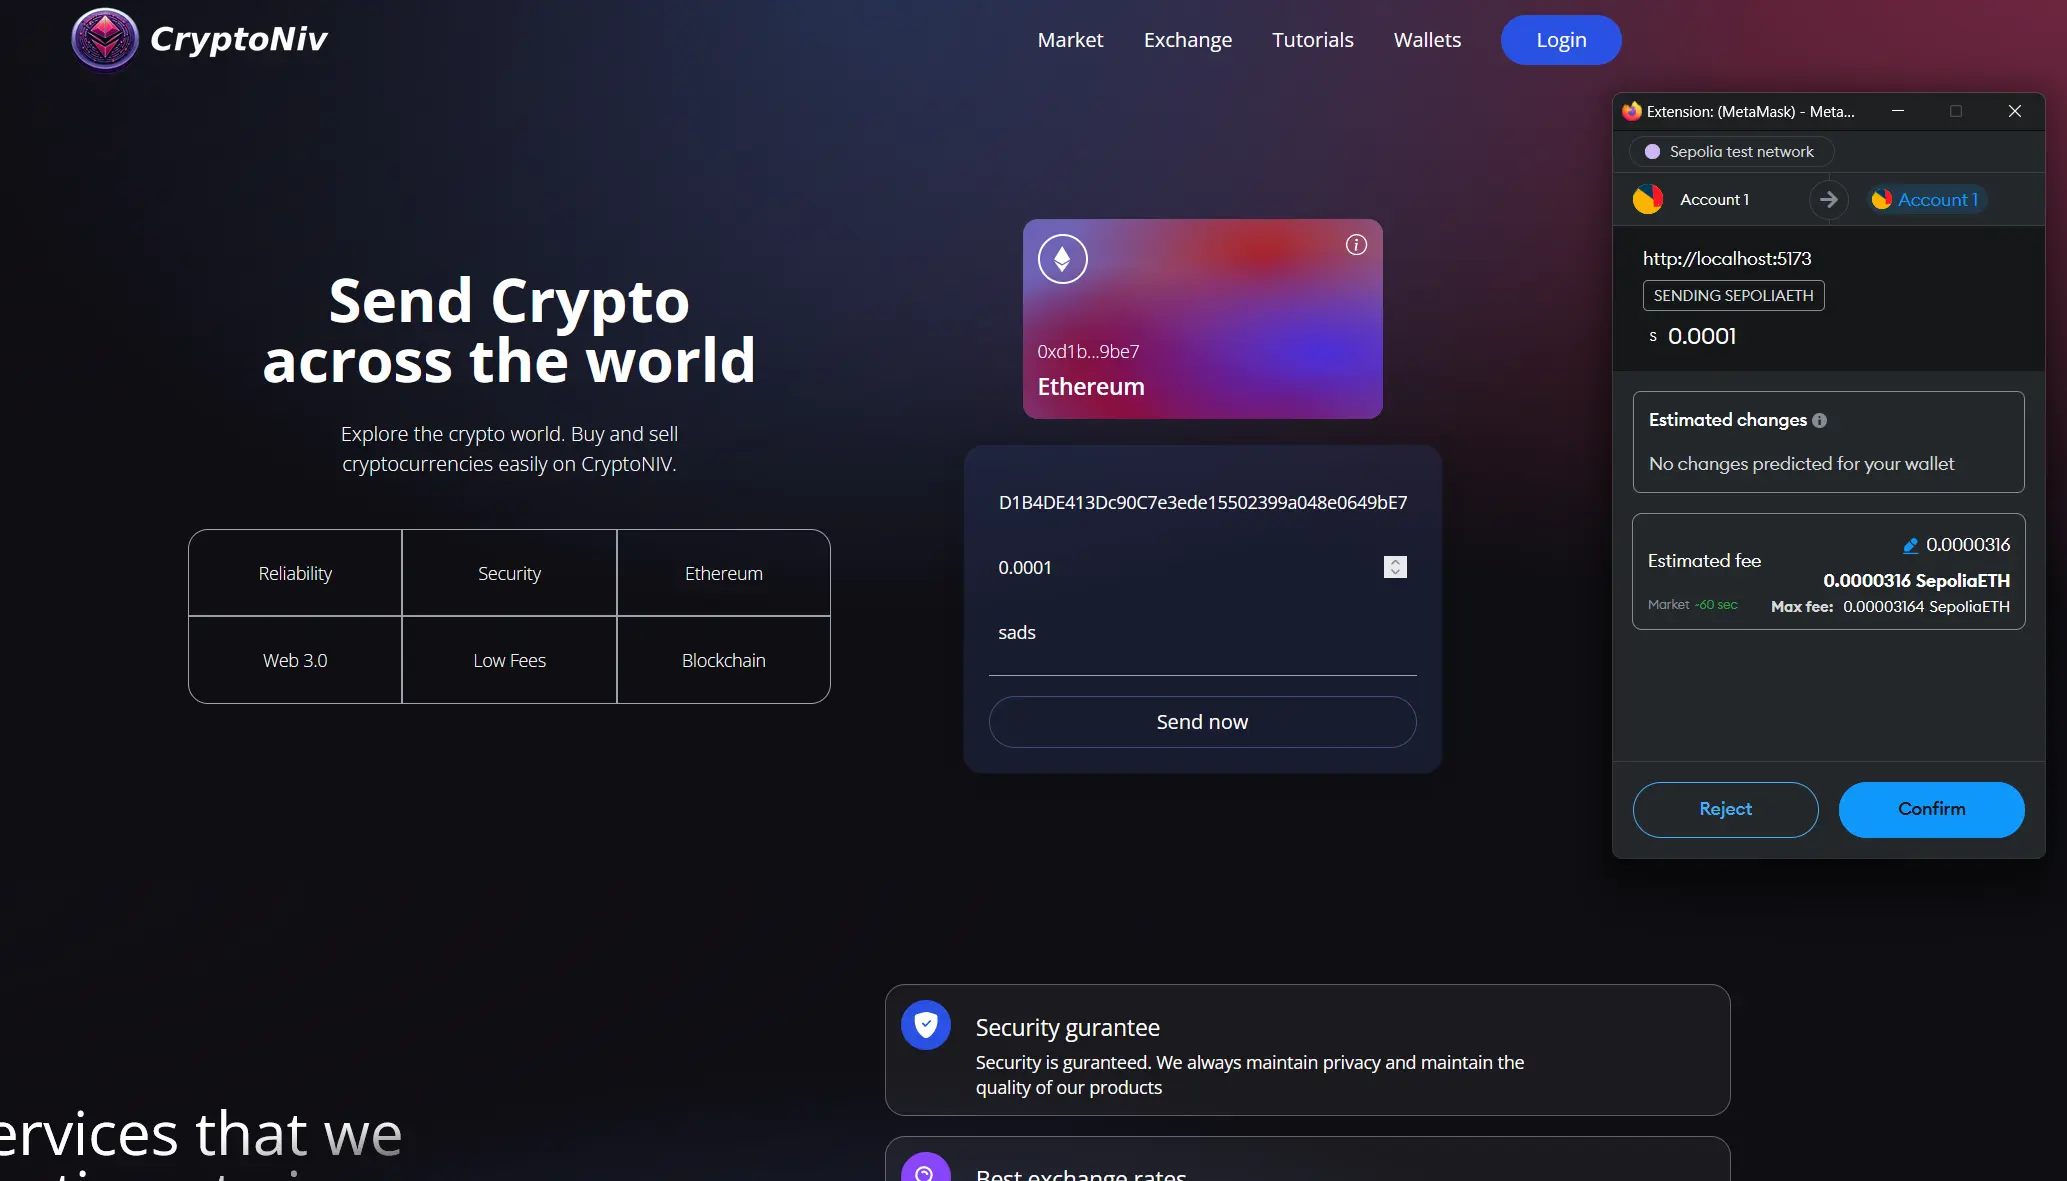 CryptoNiv
Market
Exchange
Tutorials
Wallets
Login
Send Crypto
across the world
Explore the crypto world. Buy and sell
cryptocurrencies easily on CryptoNIV.
Reliability
Security
Ethereum
Web 3.0
Low Fees
Blockchain
0xd1b...9be7
Ethereum
D1B4DE413Dc90C7e3ede15502399a048e0649bE7
0.0001
sads
Send now
Extension: (MetaMask) - Meta...
Sepolia test network
Account 1
Account 1
http://localhost:5173
SENDING SEPOLIAETH
S 0.0001
Estimated changes
No changes predicted for your wallet
Estimated fee
0.0000316
0.0000316 SepoliaETH
Market ~60 sec
Max fee: 0.00003164 SepoliaETH
Reject
Confirm
Security gurantee
Security is guranteed. We always maintain privacy and maintain the
quality of our products
ervices that we
Best exchange rates